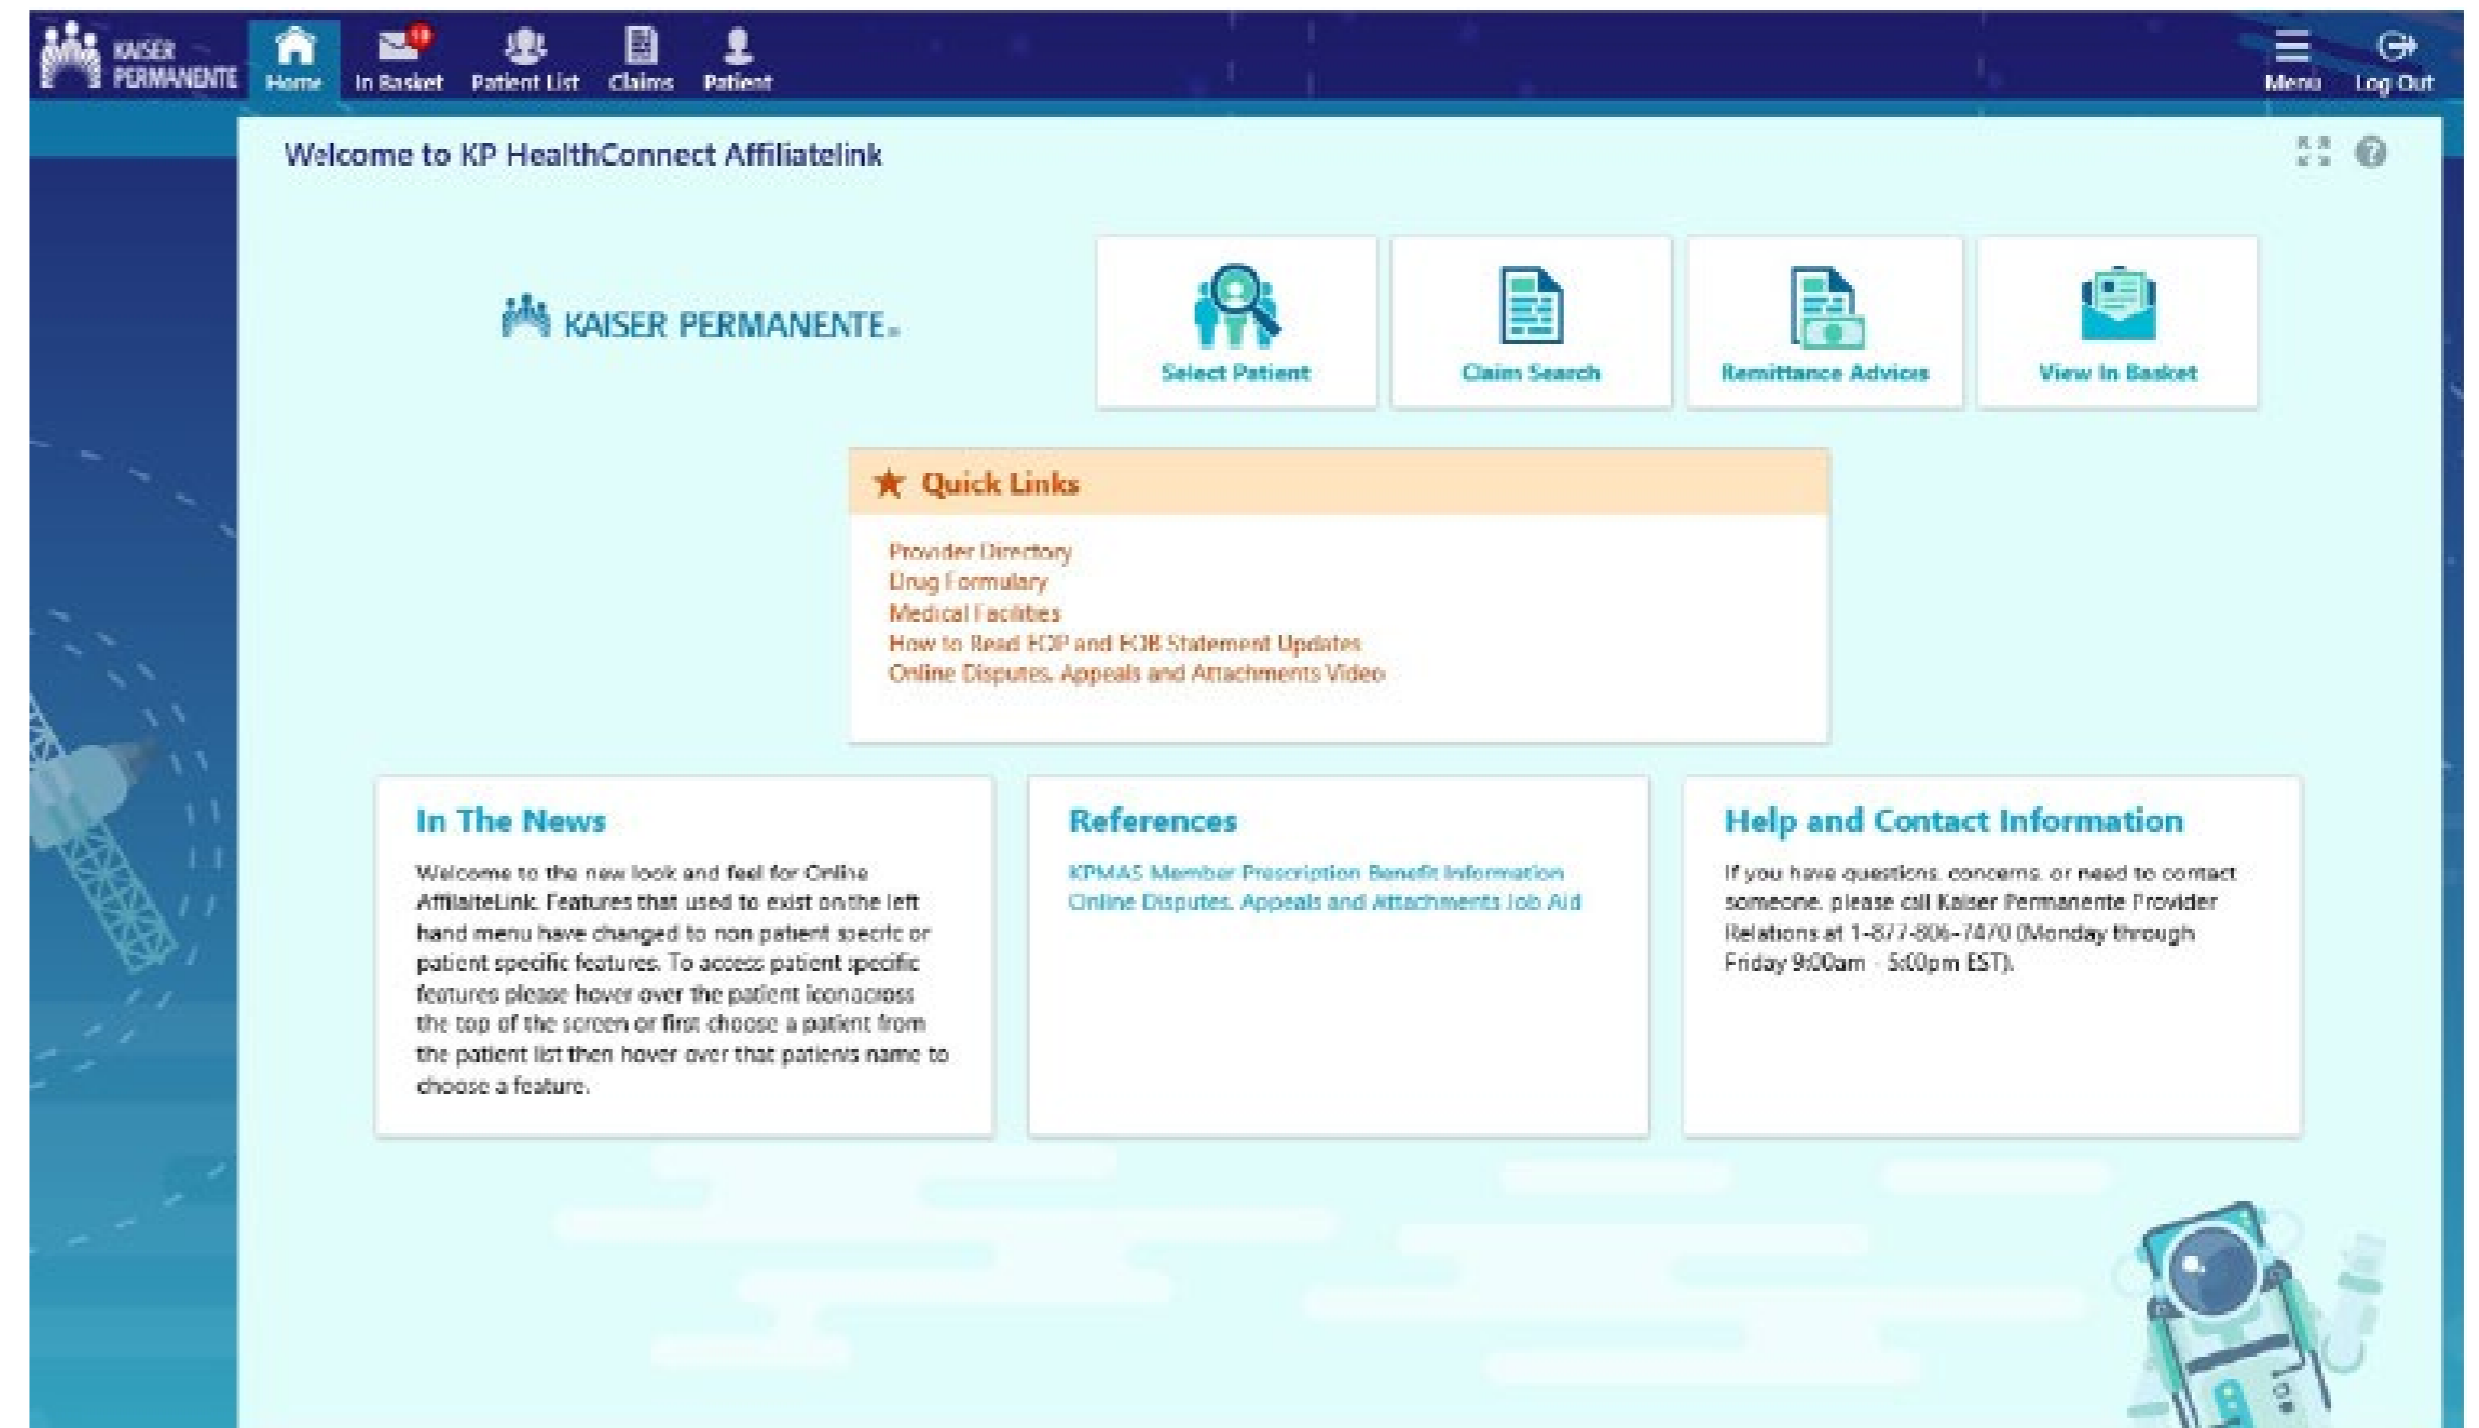 KAISER
PERMANENTE
Home
In Basket
Patient List
Claims
Patient
Menu
Log Out
Welcome to KP HealthConnect Affiliatelink
KAISER PERMANENTE
Select Patient
Claim Search
Remittance Advices
View In Basket
Quick Links
Provider Directory
Drug Formulary
Medical Facilities
How to Read EOP and EOB Statement Updates
Online Disputes, Appeals and Attachments Video
In The News
Welcome to the new look and feel for Online
AffilaiteLink. Features that used to exist on the left
hand menu have changed to non patient specific or
patient specific features. To access patient specific
features please hover over the patient icon across
the top of the screen or first choose a patient from
the patient list then hover over that patients name to
choose a feature.
References
KPMAS Member Prescription Benefit Information
Online Disputes, Appeals and Attachments Job Aid
Help and Contact Information
If you have questions, concerns, or need to contact
someone, please call Kaiser Permanente Provider
Relations at 1-877-806-7470 (Monday through
Friday 9:00am - 5:00pm EST).